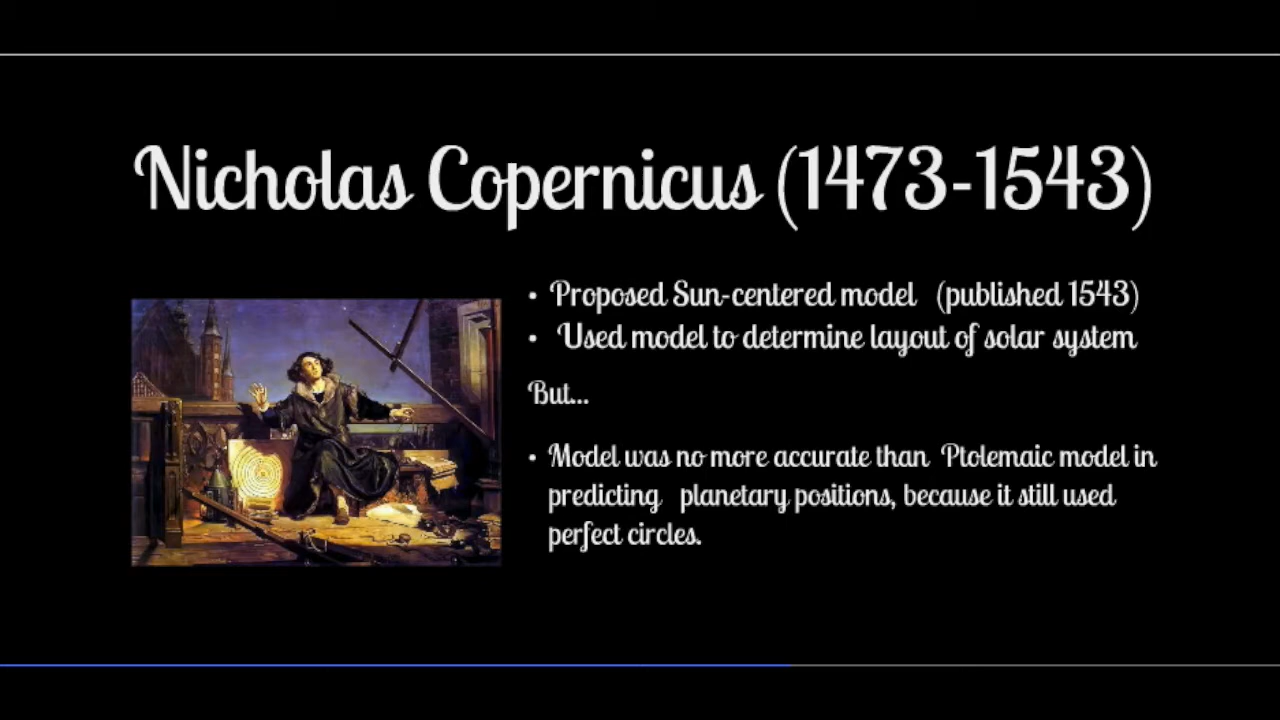 Nicholas Copernicus (1473-1543)
• Proposed Sun-centered model (published 1543)
• Used model to determine layout of solar system
But...
• Model was no more accurate than Ptolemaic model in
predicting planetary positions, because it still used
perfect circles.